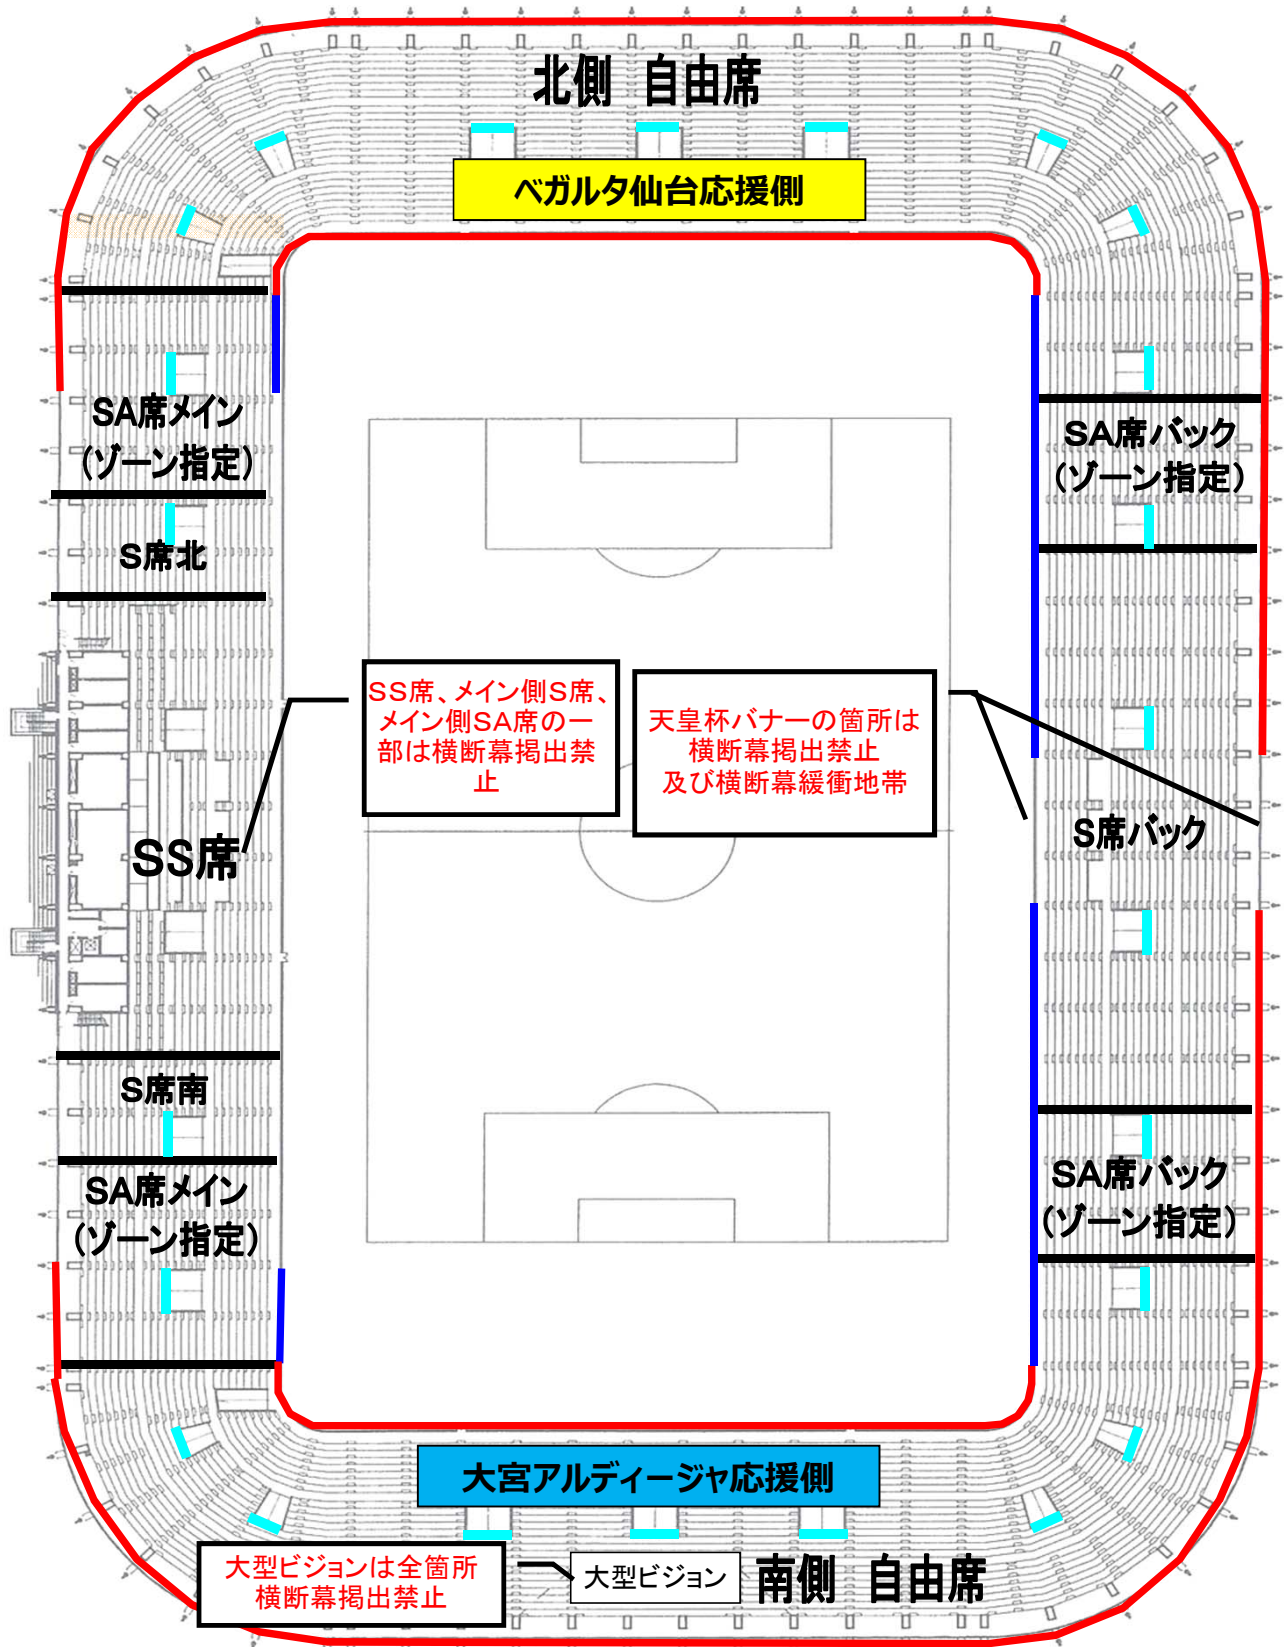 北側 自由席
ベガルタ仙台応援側
SA席メイン
(ゾーン指定)
SA席バック
(ゾーン指定)
S席北
SS席、メイン側S席、
メイン側SA席の一
部は横断幕掲出禁
止
天皇杯バナーの箇所は
横断幕掲出禁止
及び横断幕緩衝地帯
SS席
S席バック
S席南
SA席メイン
(ゾーン指定)
SA席バック
(ゾーン指定)
大宮アルディージャ応援側
大型ビジョンは全箇所
横断幕掲出禁止
大型ビジョン
南側 自由席